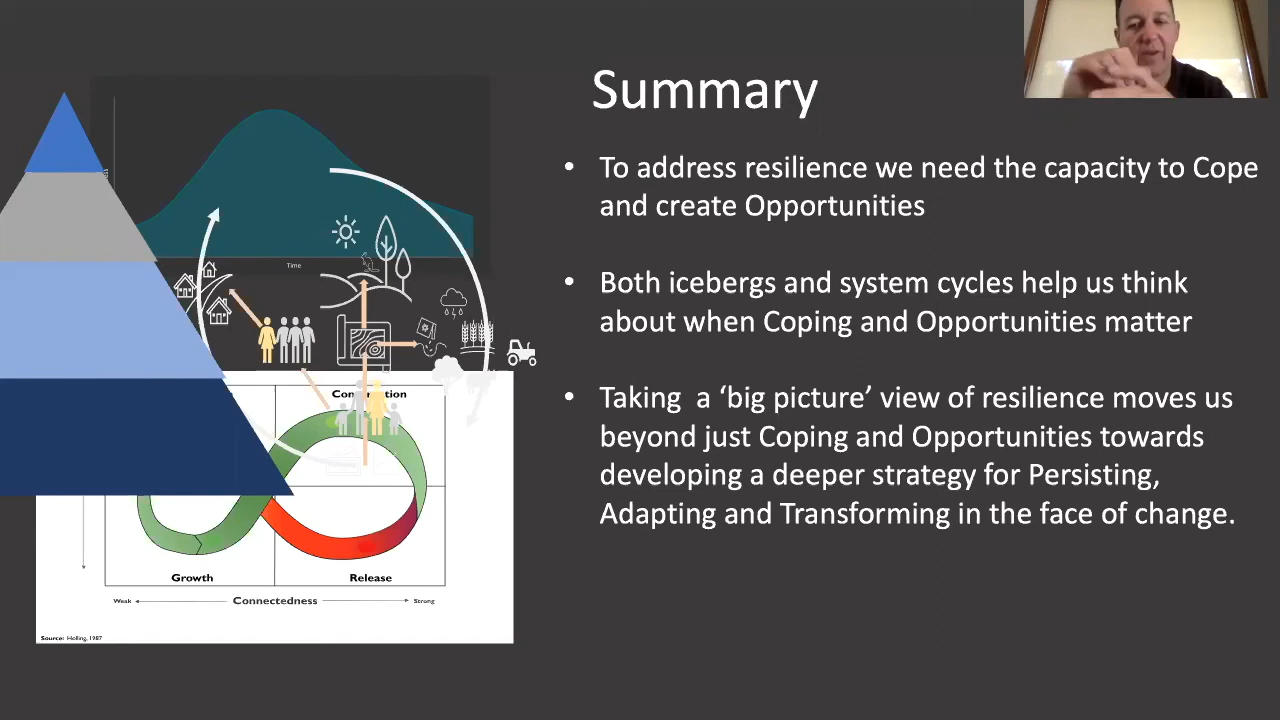 Summary
• To address resilience we need the capacity to Cope
and create Opportunities
• Both icebergs and system cycles help us think
about when Coping and Opportunities matter
• Taking a ‘big picture’ view of resilience moves us
beyond just Coping and Opportunities towards
developing a deeper strategy for Persisting,
Adapting and Transforming in the face of change.
Time
Growth
Release
Weak
Connectedness
Strong
Source: Holling, 1987